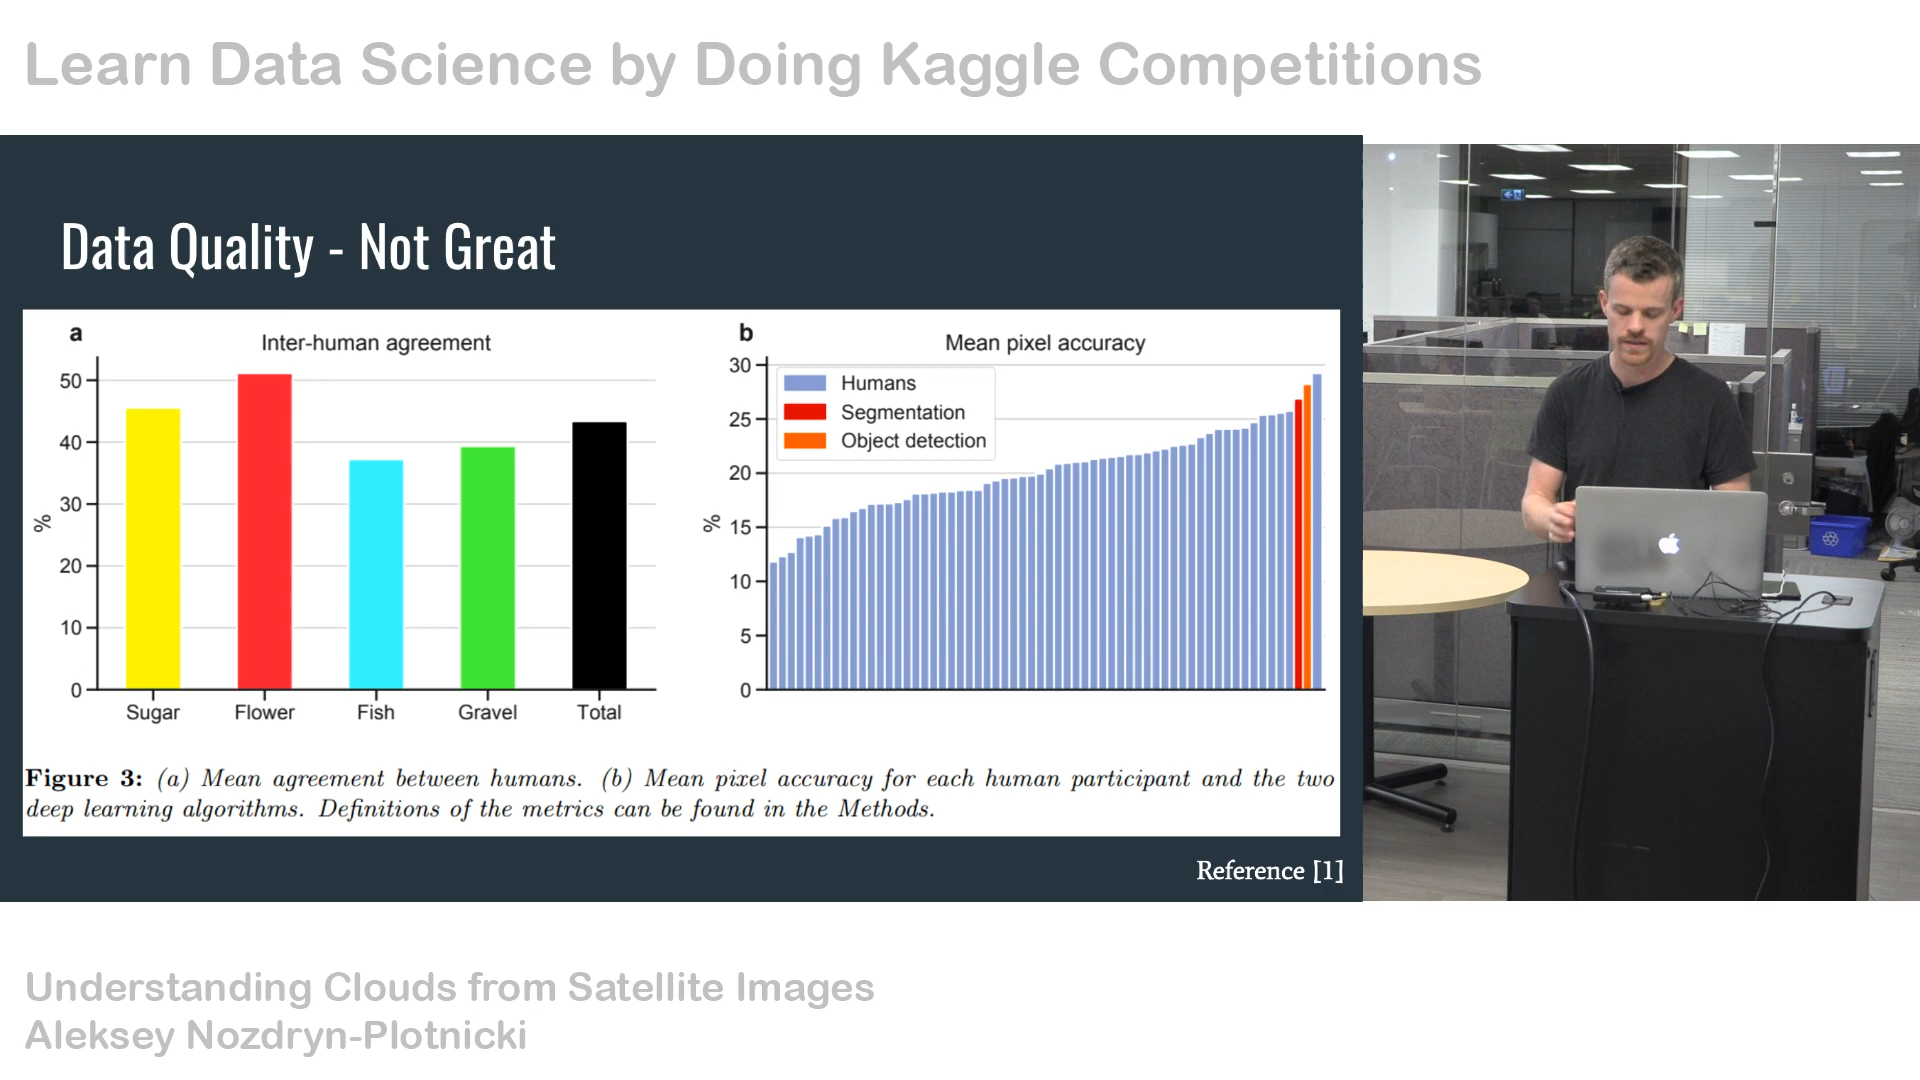 Learn Data Science by Doing Kaggle Competitions
Data Quality - Not Great
a
Inter-human agreement
50
40
30
20
10
0
%
Sugar Flower Fish Gravel Total
b
Mean pixel accuracy
30
25
20
15
10
5
0
%
Humans
Segmentation
Object detection
Figure 3: (a) Mean agreement between humans. (b) Mean pixel accuracy for each human participant and the two
deep learning algorithms. Definitions of the metrics can be found in the Methods.
Reference [1]
Understanding Clouds from Satellite Images
Aleksey Nozdryn-Plotnicki